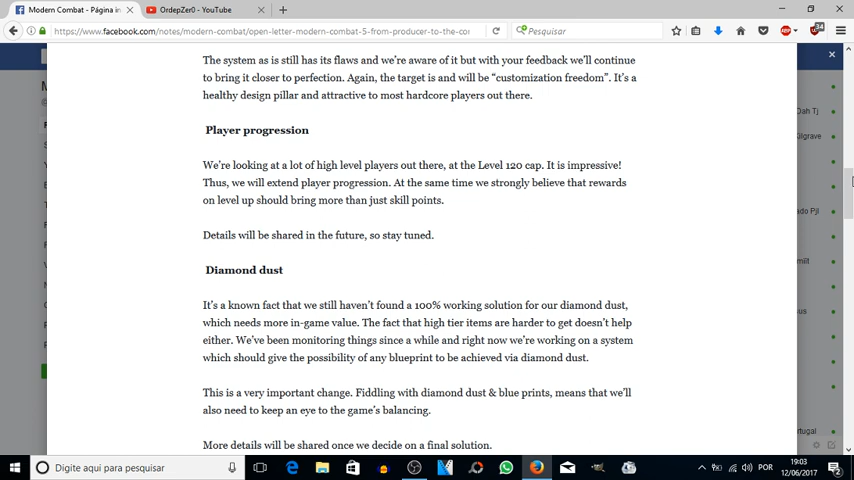 Modern Combat - Página in
OrdepZer0 - YouTube
https://www.facebook.com/notes/modern-combat/open-letter-modern-combat-5-from-producer-to-the-cor
Pesquisar
The system as is still has its flaws and we're aware of it but with your feedback we'll continue
to bring it closer to perfection. Again, the target is and will be “customization freedom”. It's a
healthy design pillar and attractive to most hardcore players out there.
Player progression
We're looking at a lot of high level players out there, at the Level 120 cap. It is impressive!
Thus, we will extend player progression. At the same time we strongly believe that rewards
on level up should bring more than just skill points.
Details will be shared in the future, so stay tuned.
Diamond dust
It's a known fact that we still haven't found a 100% working solution for our diamond dust,
which needs more in-game value. The fact that high tier items are harder to get doesn't help
either. We've been monitoring things since a while and right now we're working on a system
which should give the possibility of any blueprint to be achieved via diamond dust.
This is a very important change. Fiddling with diamond dust & blue prints, means that we'll
also need to keep an eye to the game's balancing.
More details will be shared once we decide on a final solution.
Dah Tj
ado Pjl
ortugal
Digite aqui para pesquisar
POR
19:03
12/06/2017